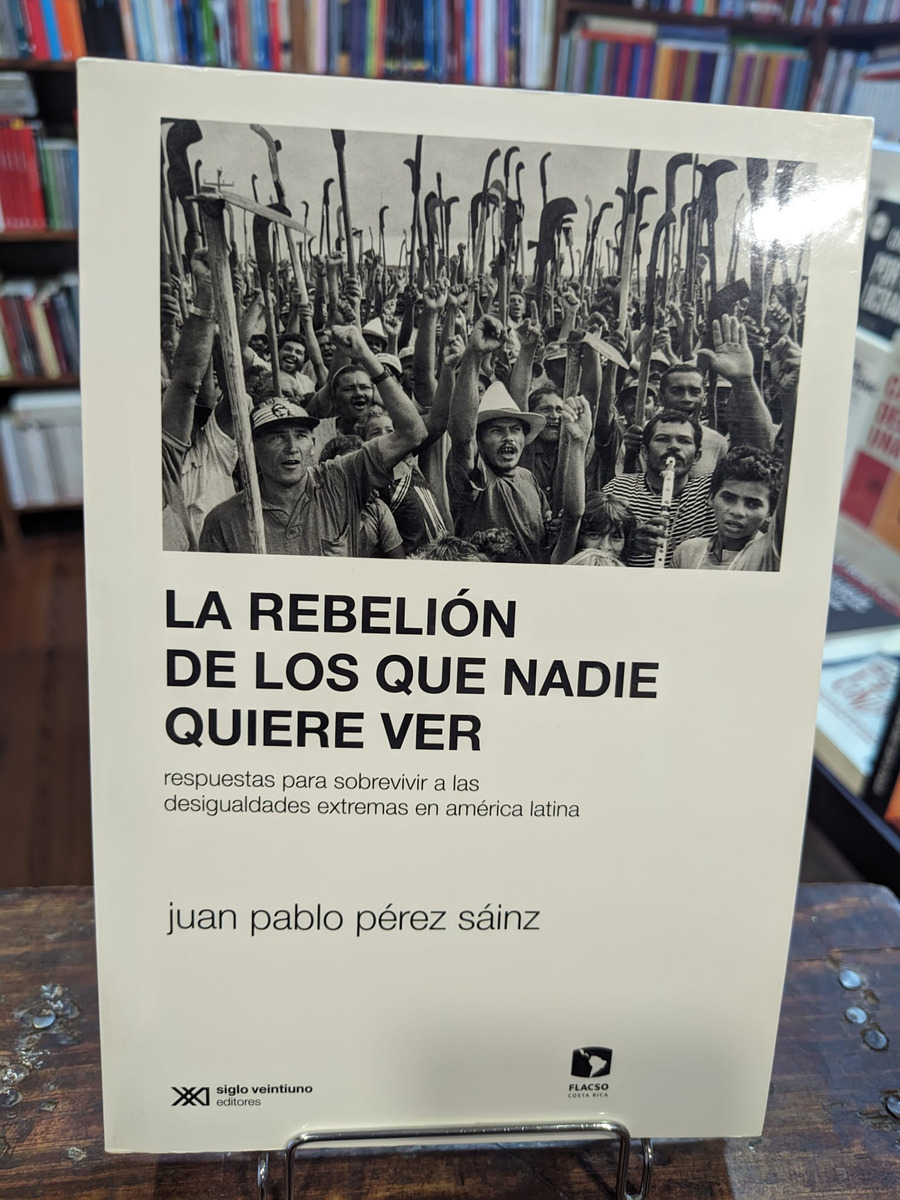 LA REBELIÓN
DE LOS QUE NADIE
QUIERE VER
respuestas para sobrevivir a las
desigualdades extremas en américa latina
juan pablo pérez sáinz
siglo veintiuno
editores
FLACSO
COSTA RICA